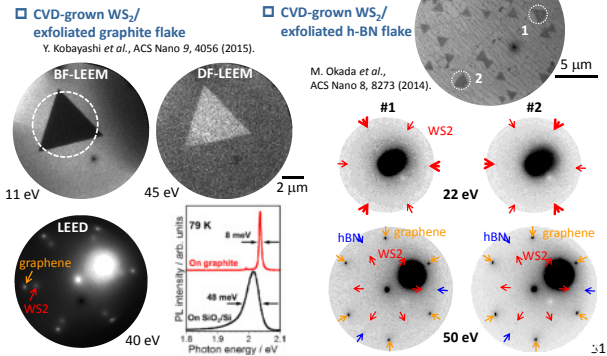 CVD-grown WS2/
exfoliated graphite flake
Y. Kobayashi et al., ACS Nano 9, 4056 (2015).
BF-LEEM
DF-LEEM
11 eV
45 eV
2 μm
LEED
graphene
WS2
40 eV
PL intensity / arb. units
79 K
8 meV
On graphite
48 meV
On SiO2/Si
1.8 1.9 2 2.1
Photon energy / eV
CVD-grown WS2/
exfoliated h-BN flake
M. Okada et al.,
ACS Nano 8, 8273 (2014).
1
2
5 μm
#1
#2
WS2
22 eV
hBN
graphene
WS2
hBN
graphene
WS2
50 eV